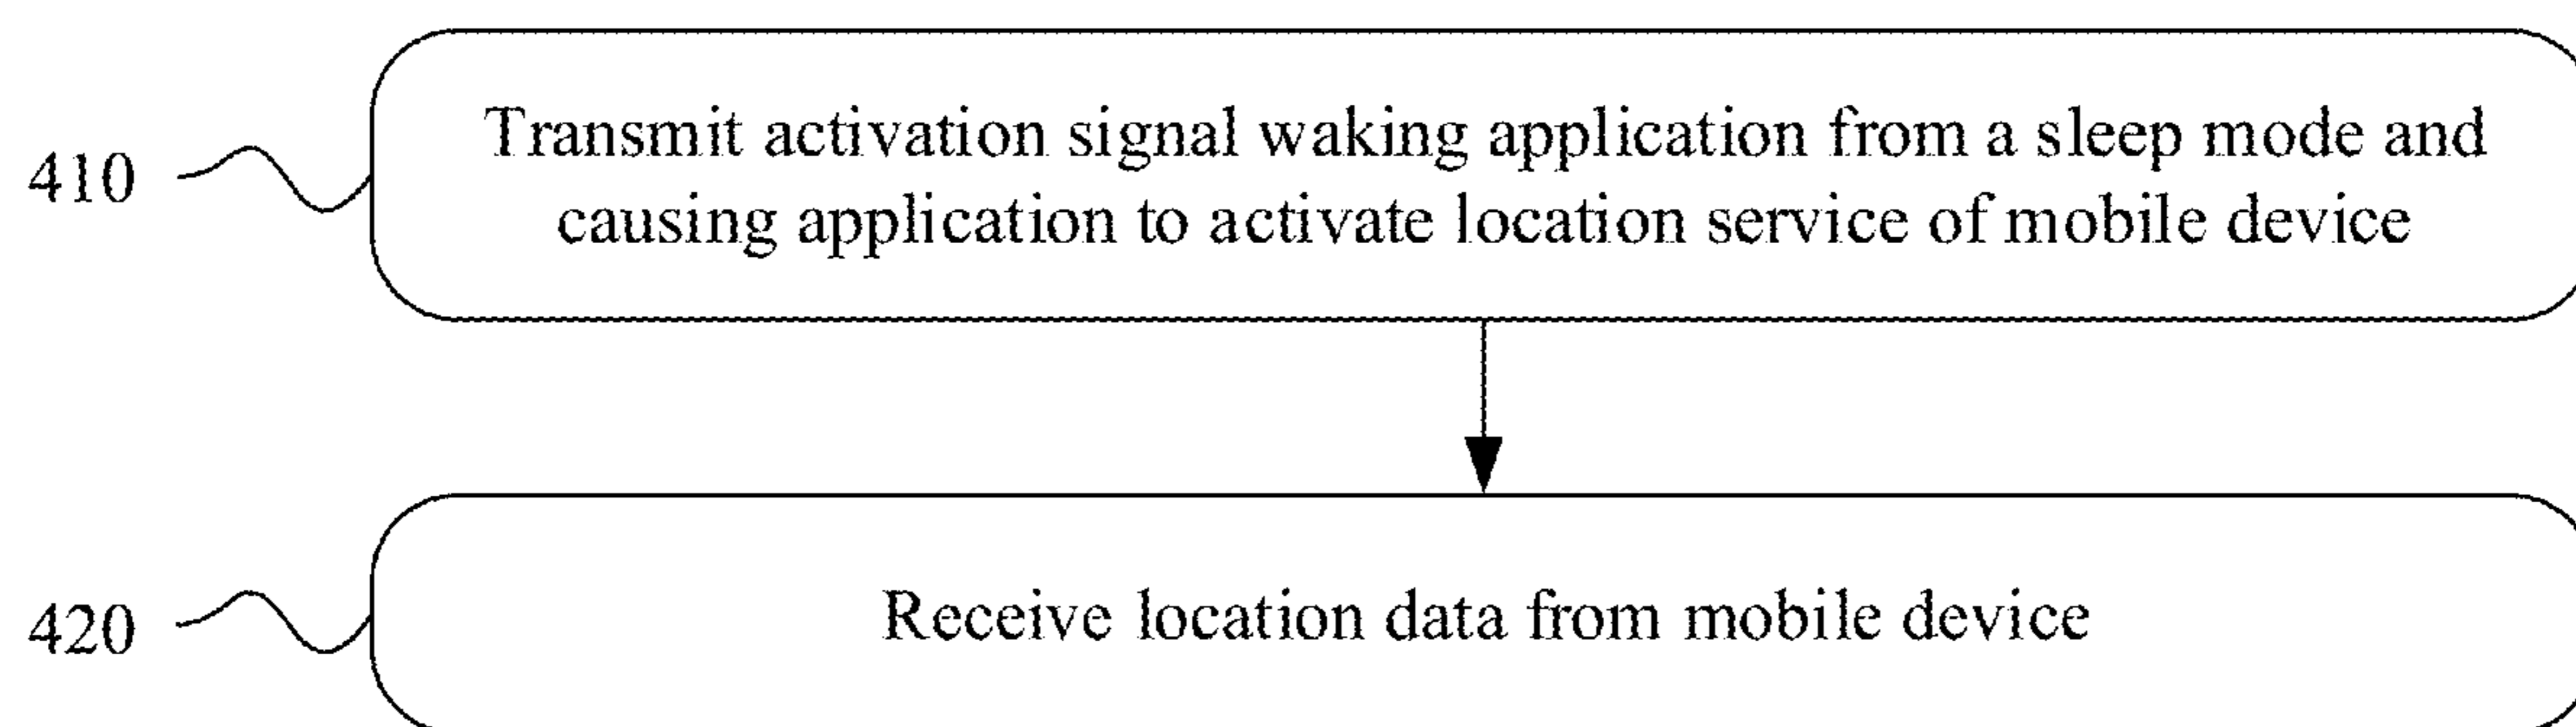 Transmit activation signal waking application from a sleep mode and
410
causing application to activate location service of mobile device
420
Receive location data from mobile device